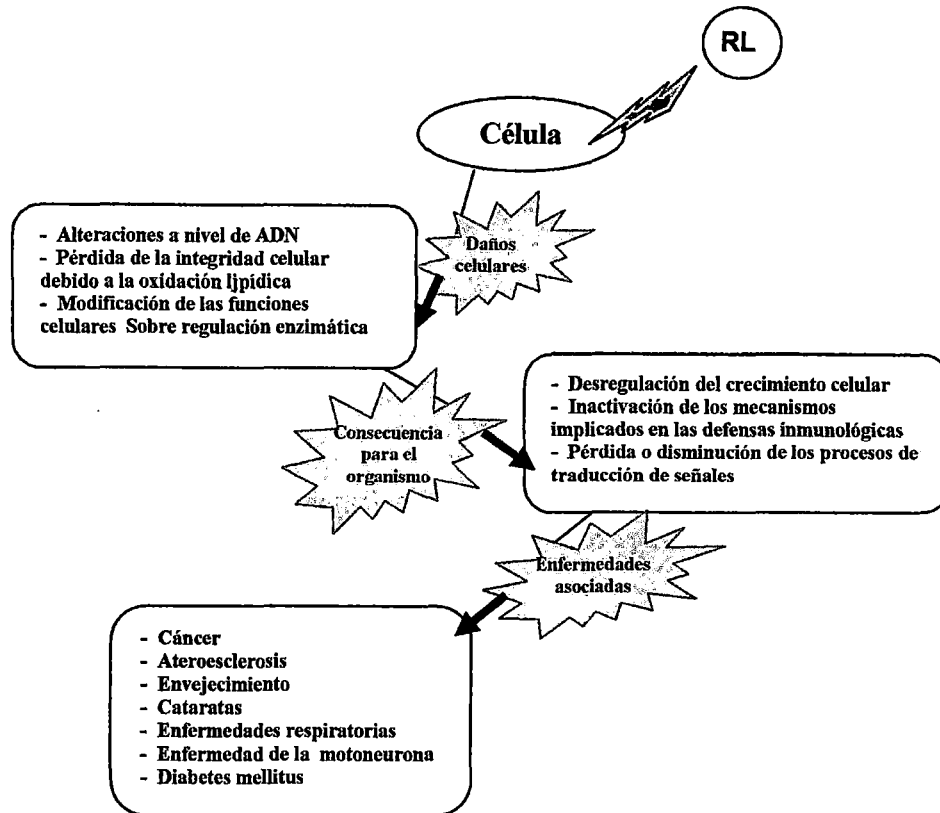 RL
Célula
Daños
celulares
- Alteraciones a nivel de ADN
- Pérdida de la integridad celular
debido a la oxidación ljpídica
- Modificación de las funciones
celulares Sobre regulación enzimática
Consecuencia
para el
organismo
- Desregulación del crecimiento celular
- Inactivación de los mecanismos
implicados en las defensas inmunológicas
- Pérdida o disminución de los procesos de
traducción de señales
Enfermedades
asociadas
- Cáncer
- Ateroesclerosis
- Envejecimiento
- Cataratas
- Enfermedades respiratorias
- Enfermedad de la motoneurona
- Diabetes mellitus